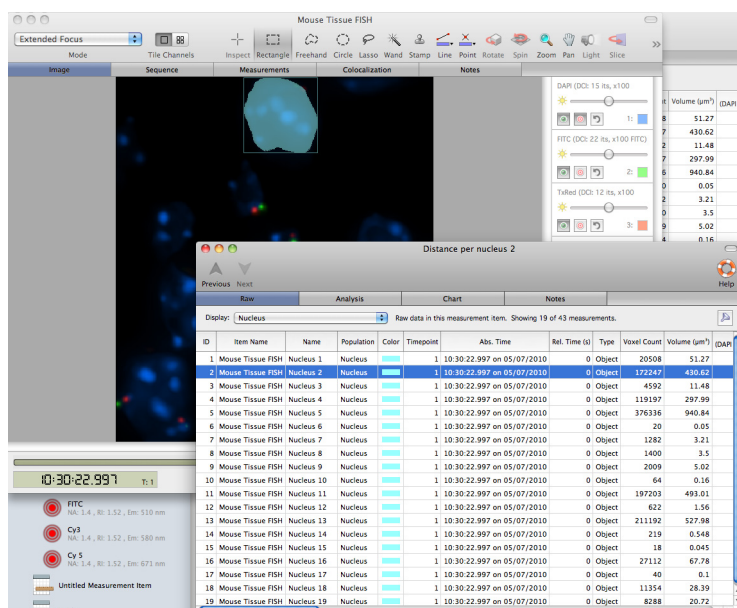 Mouse Tissue FISH
Extended Focus
Mode
Tile Channels
Inspect Rectangle Freehand Circle Lasso Wand Stamp Line Point Rotate Spin Zoom Pan Light Slice
Image Sequence Measurements Colocalization Notes
DAPI (DCI: 15 its, x100
1:
FITC (DCI: 22 its, x100 FITC)
2:
TxRed (DCI: 12 its, x100
3:
Volume (µm³) (DAPI
8 51.27
7 430.62
2 11.48
7 297.99
6 940.84
0 0.05
2 3.21
0 3.5
9 5.02
4 0.16
Distance per nucleus 2
Previous Next
Help
Raw Analysis Chart Notes
Display: Nucleus Raw data in this measurement item. Showing 19 of 43 measurements.
ID Item Name Name Population Color Timepoint Abs. Time Rel. Time (s) Type Voxel Count Volume (µm³) (DAPI
1 Mouse Tissue FISH Nucleus 1 Nucleus 1 10:30:22.997 on 05/07/2010 0 Object 20508 51.27
2 Mouse Tissue FISH Nucleus 2 Nucleus 1 10:30:22.997 on 05/07/2010 0 Object 172247 430.62
3 Mouse Tissue FISH Nucleus 3 Nucleus 1 10:30:22.997 on 05/07/2010 0 Object 4592 11.48
4 Mouse Tissue FISH Nucleus 4 Nucleus 1 10:30:22.997 on 05/07/2010 0 Object 119197 297.99
5 Mouse Tissue FISH Nucleus 5 Nucleus 1 10:30:22.997 on 05/07/2010 0 Object 376336 940.84
6 Mouse Tissue FISH Nucleus 6 Nucleus 1 10:30:22.997 on 05/07/2010 0 Object 20 0.05
7 Mouse Tissue FISH Nucleus 7 Nucleus 1 10:30:22.997 on 05/07/2010 0 Object 1282 3.21
8 Mouse Tissue FISH Nucleus 8 Nucleus 1 10:30:22.997 on 05/07/2010 0 Object 1400 3.5
9 Mouse Tissue FISH Nucleus 9 Nucleus 1 10:30:22.997 on 05/07/2010 0 Object 2009 5.02
10 Mouse Tissue FISH Nucleus 10 Nucleus 1 10:30:22.997 on 05/07/2010 0 Object 64 0.16
11 Mouse Tissue FISH Nucleus 11 Nucleus 1 10:30:22.997 on 05/07/2010 0 Object 197203 493.01
12 Mouse Tissue FISH Nucleus 12 Nucleus 1 10:30:22.997 on 05/07/2010 0 Object 622 1.56
13 Mouse Tissue FISH Nucleus 13 Nucleus 1 10:30:22.997 on 05/07/2010 0 Object 211192 527.98
14 Mouse Tissue FISH Nucleus 14 Nucleus 1 10:30:22.997 on 05/07/2010 0 Object 219 0.548
15 Mouse Tissue FISH Nucleus 15 Nucleus 1 10:30:22.997 on 05/07/2010 0 Object 18 0.045
16 Mouse Tissue FISH Nucleus 16 Nucleus 1 10:30:22.997 on 05/07/2010 0 Object 27112 67.78
17 Mouse Tissue FISH Nucleus 17 Nucleus 1 10:30:22.997 on 05/07/2010 0 Object 40 0.1
18 Mouse Tissue FISH Nucleus 18 Nucleus 1 10:30:22.997 on 05/07/2010 0 Object 11354 28.39
19 Mouse Tissue FISH Nucleus 19 Nucleus 1 10:30:22.997 on 05/07/2010 0 Object 8288 20.72
10:30:22.997 T: 1
FITC
NA: 1.4 , RI: 1.52 , Em: 510 nm
Cy3
NA: 1.4 , RI: 1.52 , Em: 580 nm
Cy 5
NA: 1.4 , RI: 1.52 , Em: 671 nm
Untitled Measurement Item